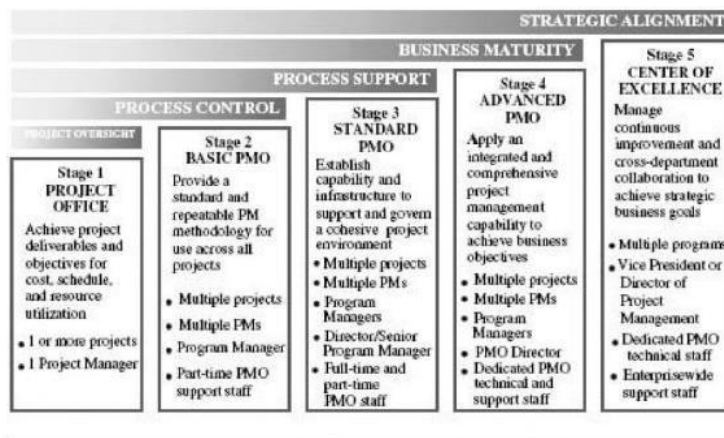 STRATEGIC ALIGNMENT
BUSINESS MATURITY
PROCESS SUPPORT
PROCESS CONTROL
PROJECT OVERSIGHT
Stage 1
PROJECT
OFFICE
Achieve project
deliverables and
objectives for
cost, schedule,
and resource
utilization
• 1 or more projects
• 1 Project Manager
Stage 2
BASIC PMO
Provide a
standard and
repeatable PM
methodology for
use across all
projects
• Multiple projects
• Multiple PMs
• Program Manager
• Part-time PMO
support staff
Stage 3
STANDARD
PMO
Establish
capability and
infrastructure to
support and govern
a cohesive project
environment
• Multiple projects
• Multiple PMs
• Program
Managers
• Director/Senior
Program Manager
• Full-time and
part-time
PMO staff
Stage 4
ADVANCED
PMO
Apply an
integrated and
comprehensive
project
management
capability to
achieve business
objectives
• Multiple projects
• Multiple PMs
• Program
Managers
• PMO Director
• Dedicated PMO
technical and
support staff
Stage 5
CENTER OF
EXCELLENCE
Manage
continuous
improvement and
cross-department
collaboration to
achieve strategic
business goals
• Multiple programs
• Vice President or
Director of
Project
Management
• Dedicated PMO
technical staff
• Enterprisewide
support staff